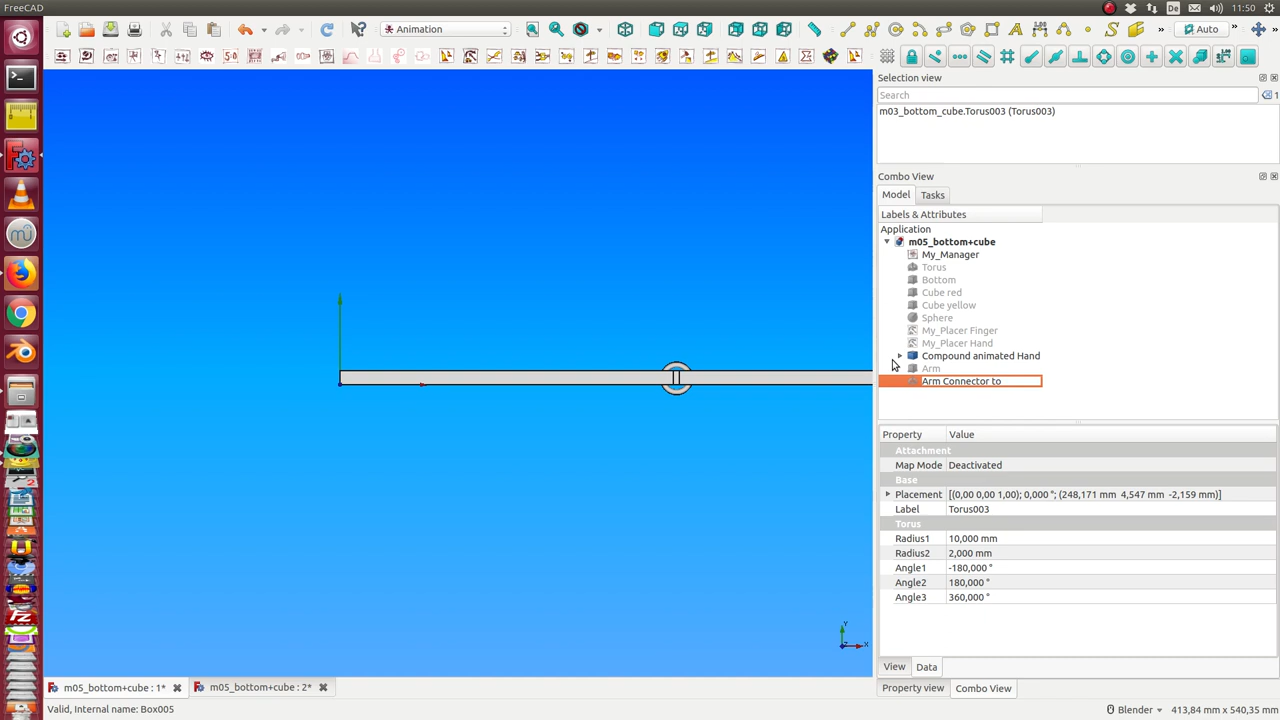 FreeCAD
De
11:50
Animation
Auto
Selection view
Search
1
m03_bottom_cube.Torus003 (Torus003)
Combo View
Model
Tasks
Labels & Attributes
Application
m05_bottom+cube
My_Manager
Torus
Bottom
Cube red
Cube yellow
Sphere
My_Placer Finger
My_Placer Hand
Compound animated Hand
Arm
Arm Connector to
Property Value
Attachment
Map Mode Deactivated
Base
Placement [(0,00 0,00 1,00); 0,000 °; (248,171 mm 4,547 mm -2,159 mm)]
Label Torus003
Torus
Radius1 10,000 mm
Radius2 2,000 mm
Angle1 -180,000 °
Angle2 180,000 °
Angle3 360,000 °
Y
Z
X
View
Data
m05_bottom+cube : 1*
m05_bottom+cube : 2*
Property view
Combo View
Valid, Internal name: Box005
Blender
413,84 mm x 540,35 mm